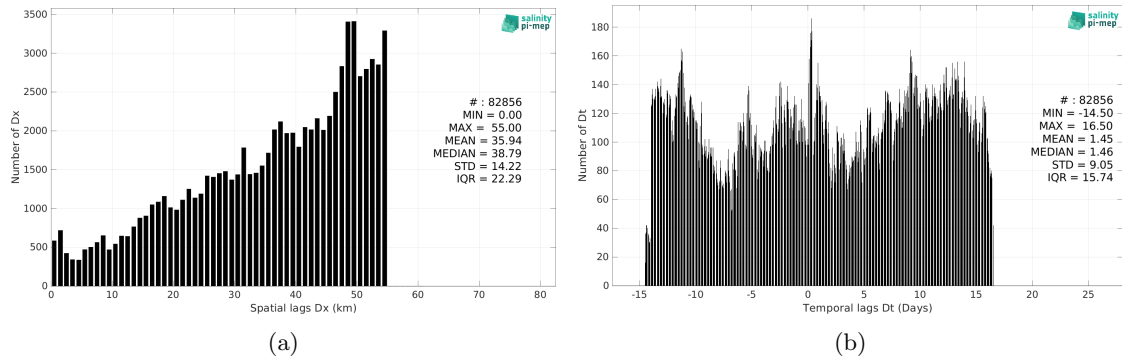 salinity
pi-mep
3500
3000
2500
2000
1500
1000
500
0
Number of Dx
# : 82856
MIN = 0.00
MAX = 55.00
MEAN = 35.94
MEDIAN = 38.79
STD = 14.22
IQR = 22.29
0 10 20 30 40 50 60 70 80
Spatial lags Dx (km)
(a)
salinity
pi-mep
180
160
140
120
100
80
60
40
20
0
Number of Dt
# : 82856
MIN = -14.50
MAX = 16.50
MEAN = 1.45
MEDIAN = 1.46
STD = 9.05
IQR = 15.74
-15 -10 -5 0 5 10 15 20 25
Temporal lags Dt (Days)
(b)